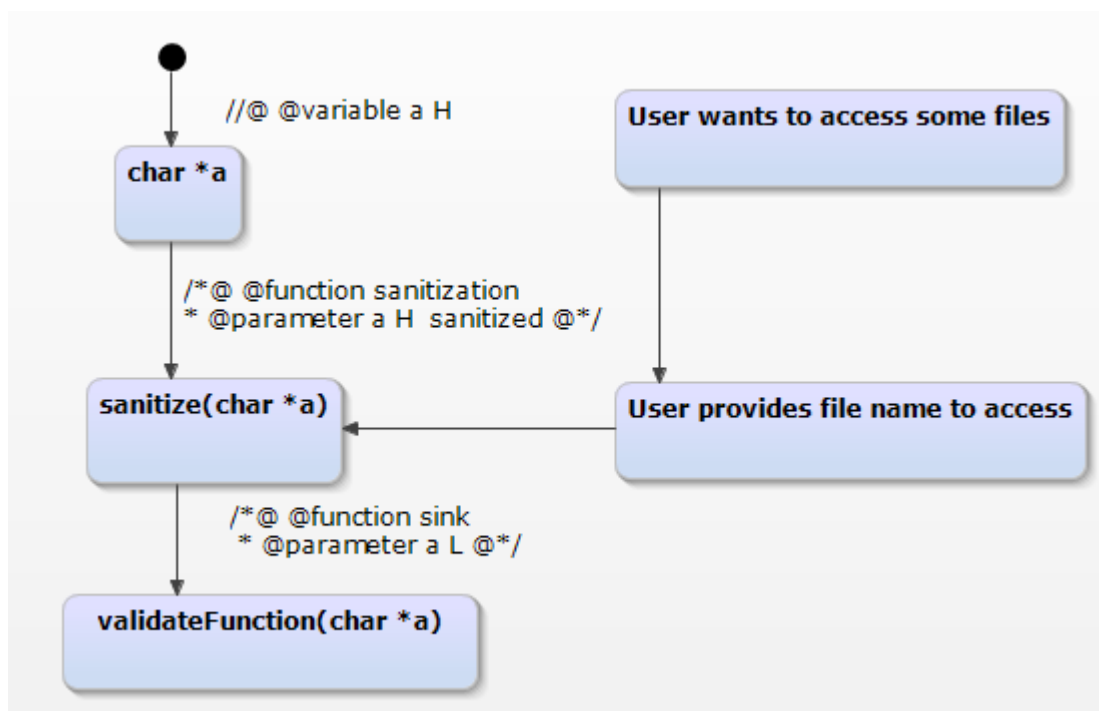 //@ @variable a H
User wants to access some files
char *a
/*@ @function sanitization
* @parameter a H  sanitized @*/
sanitize(char *a)
User provides file name to access
/*@ @function sink
* @parameter a L @*/
validateFunction(char *a)